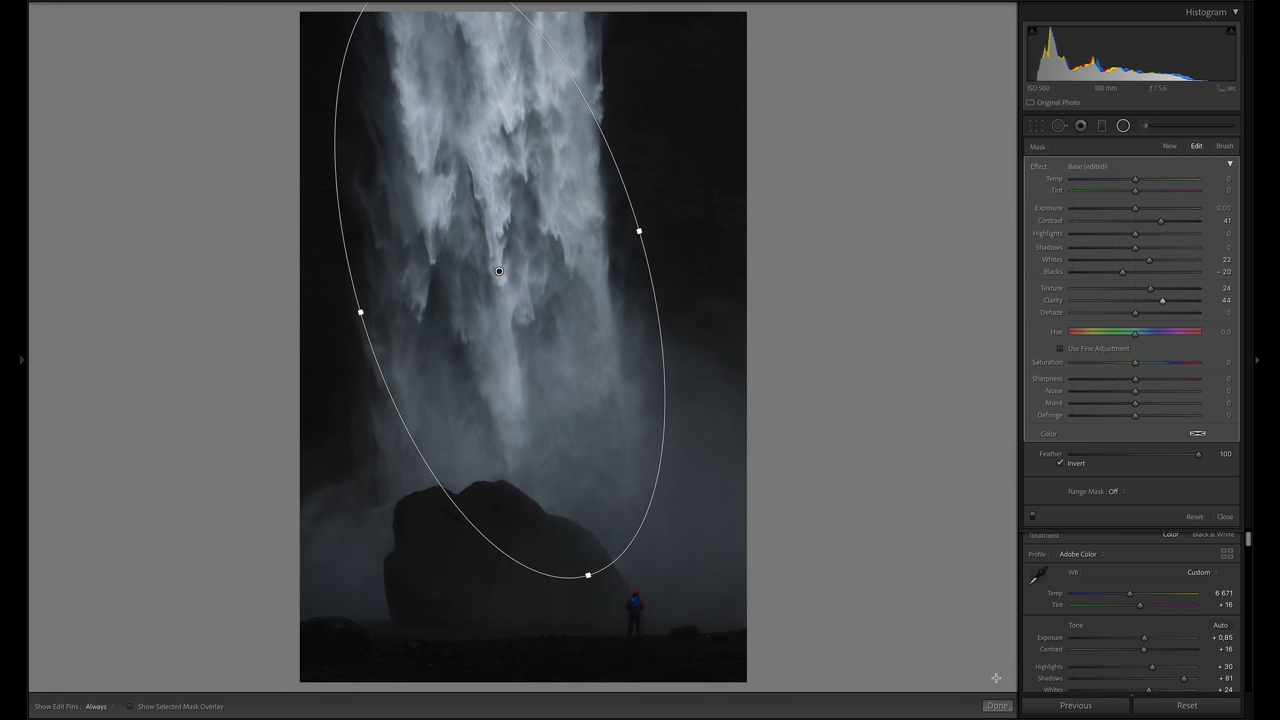 Histogram
ISO 500 100 mm ƒ / 5,6 sec
Original Photo
Mask : New Edit Brush
Effect : Base (edited)
Temp 0
Tint 0
Exposure 0,00
Contrast 41
Highlights 0
Shadows 0
Whites 22
Blacks – 20
Texture 24
Clarity 44
Dehaze 0
Hue 0,0
Use Fine Adjustment
Saturation 0
Sharpness 0
Noise 0
Moiré 0
Defringe 0
Color
Feather 100
Invert
Range Mask : Off
Reset Close
Treatment : Color Black & White
Profile : Adobe Color
WB : Custom
Temp 6 671
Tint + 16
Tone Auto
Exposure + 0,85
Contrast + 16
Highlights + 30
Shadows + 81
Whites + 24
Show Edit Pins : Always Show Selected Mask Overlay Done
Previous Reset